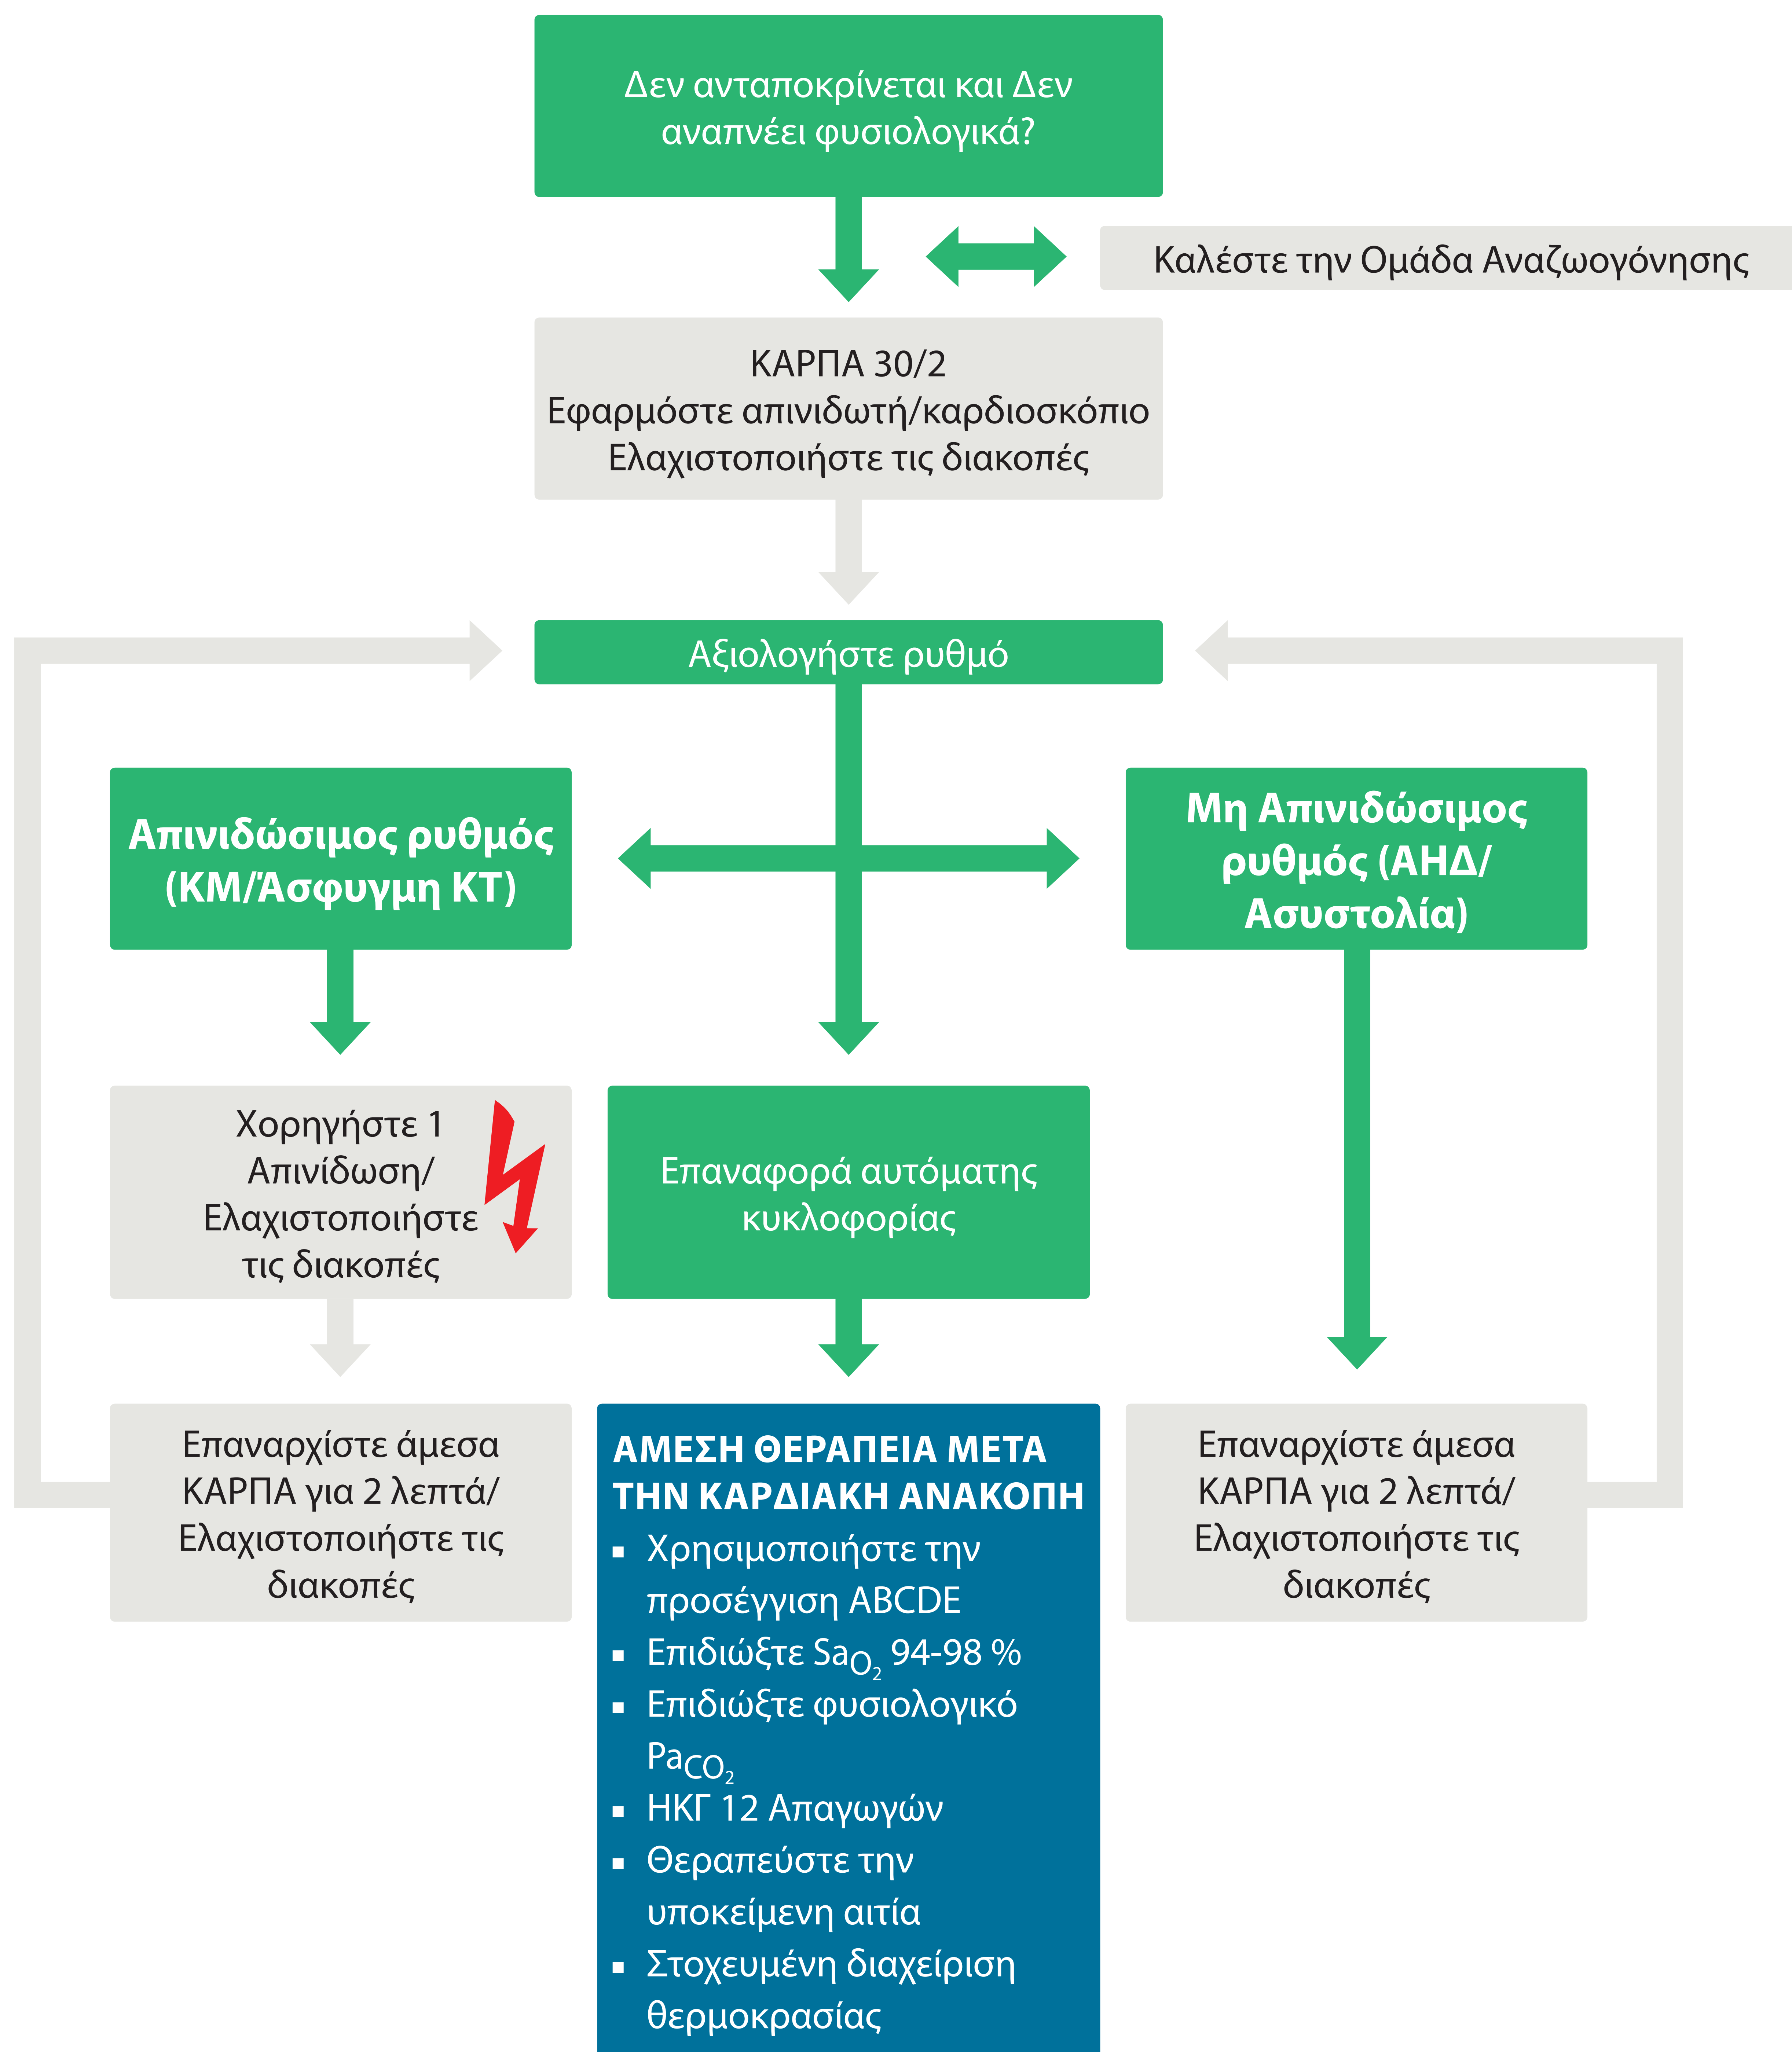 Δεν ανταποκρίνεται και Δεν
αναπνέει φυσιολογικά?
Καλέστε την Ομάδα Αναζωογόνησης
ΚΑΡΠΑ 30/2
Εφαρμόστε απινιδωτή/καρδιοσκόπιο
Ελαχιστοποιήστε τις διακοπές
Αξιολογήστε ρυθμό
Απινιδώσιμος ρυθμός
(ΚΜ/Άσφυγμη ΚΤ)
Μη Απινιδώσιμος
ρυθμός (ΑΗΔ/
Ασυστολία)
Χορηγήστε 1
Απινίδωση/
Ελαχιστοποιήστε
τις διακοπές
Επαναφορά αυτόματης
κυκλοφορίας
Επαναρχίστε άμεσα
ΚΑΡΠΑ για 2 λεπτά/
Ελαχιστοποιήστε τις
διακοπές
ΑΜΕΣΗ ΘΕΡΑΠΕΙΑ ΜΕΤΑ
ΤΗΝ ΚΑΡΔΙΑΚΗ ΑΝΑΚΟΠΗ
▪ Χρησιμοποιήστε την
προσέγγιση ABCDE
▪ Επιδιώξτε SaO₂ 94-98 %
▪ Επιδιώξτε φυσιολογικό
PaCO₂
▪ ΗΚΓ 12 Απαγωγών
▪ Θεραπεύστε την
υποκείμενη αιτία
▪ Στοχευμένη διαχείριση
θερμοκρασίας
Επαναρχίστε άμεσα
ΚΑΡΠΑ για 2 λεπτά/
Ελαχιστοποιήστε τις
διακοπές